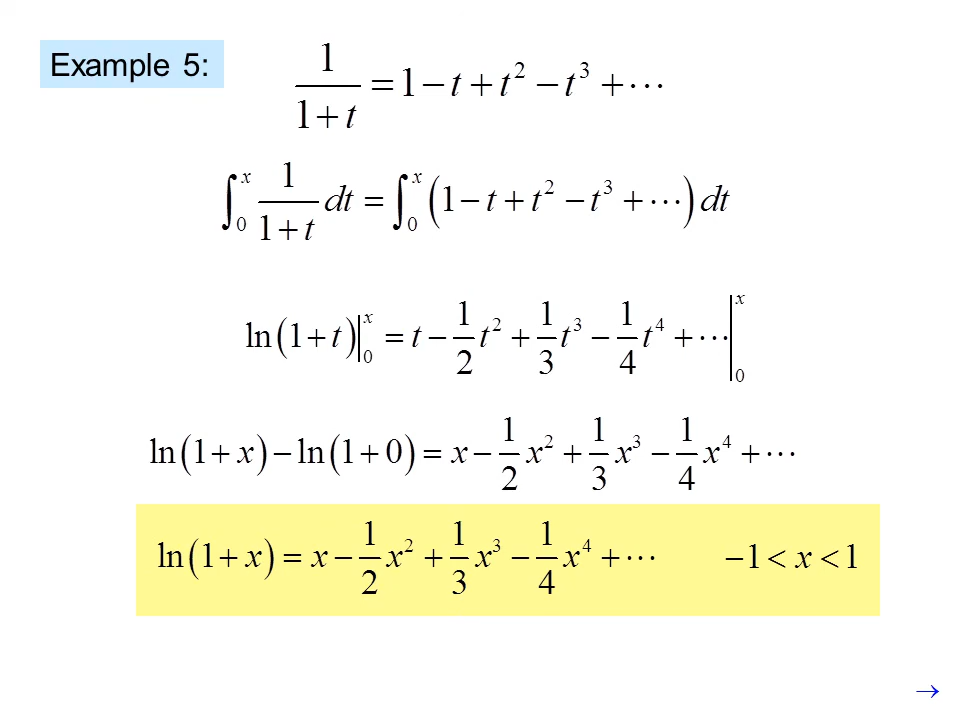 Example 5:
1/(1+t) = 1 − t + t² − t³ + ⋯
∫₀ˣ 1/(1+t) dt = ∫₀ˣ (1 − t + t² − t³ + ⋯) dt
ln(1+t)|₀ˣ = t − 1/2 t² + 1/3 t³ − 1/4 t⁴ + ⋯|₀ˣ
ln(1+x) − ln(1+0) = x − 1/2 x² + 1/3 x³ − 1/4 x⁴ + ⋯
ln(1+x) = x − 1/2 x² + 1/3 x³ − 1/4 x⁴ + ⋯ −1 < x < 1
→